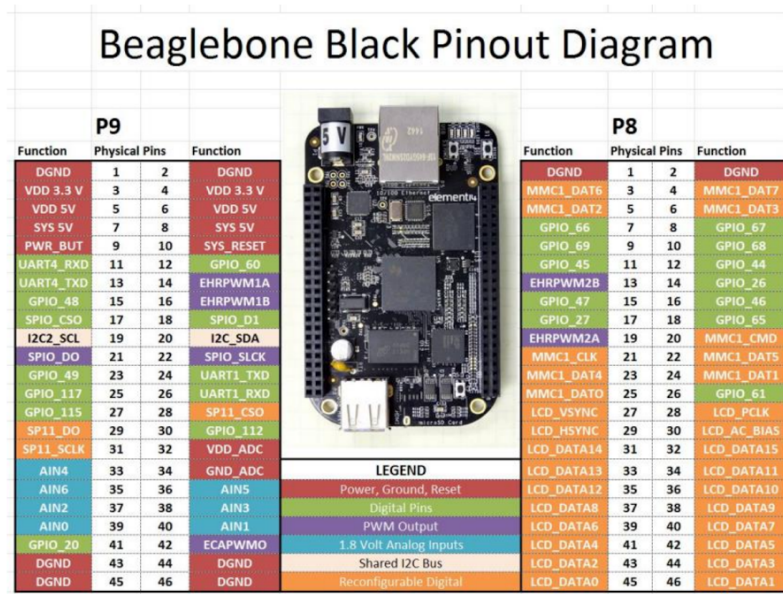 Beaglebone Black Pinout Diagram
P9
Function Physical Pins Function
DGND 1 2 DGND
VDD 3.3 V 3 4 VDD 3.3 V
VDD 5V 5 6 VDD 5V
SYS 5V 7 8 SYS 5V
PWR_BUT 9 10 SYS_RESET
UART4_RXD 11 12 GPIO_60
UART4_TXD 13 14 EHRPWM1A
GPIO_48 15 16 EHRPWM1B
SPIO_CSO 17 18 SPIO_D1
I2C2_SCL 19 20 I2C_SDA
SPIO_DO 21 22 SPIO_SLCK
GPIO_49 23 24 UART1_TXD
GPIO_117 25 26 UART1_RXD
GPIO_115 27 28 SP11_CSO
SP11_DO 29 30 GPIO_112
SP11_SCLK 31 32 VDD_ADC
AIN4 33 34 GND_ADC
AIN6 35 36 AIN5
AIN2 37 38 AIN3
AIN0 39 40 AIN1
GPIO_20 41 42 ECAPWMO
DGND 43 44 DGND
DGND 45 46 DGND
5 V
1442
10/100 Ethernet
element14
microSD Card
LEGEND
Power, Ground, Reset
Digital Pins
PWM Output
1.8 Volt Analog Inputs
Shared I2C Bus
Reconfigurable Digital
P8
Function Physical Pins Function
DGND 1 2 DGND
MMC1_DAT6 3 4 MMC1_DAT7
MMC1_DAT2 5 6 MMC1_DAT3
GPIO_66 7 8 GPIO_67
GPIO_69 9 10 GPIO_68
GPIO_45 11 12 GPIO_44
EHRPWM2B 13 14 GPIO_26
GPIO_47 15 16 GPIO_46
GPIO_27 17 18 GPIO_65
EHRPWM2A 19 20 MMC1_CMD
MMC1_CLK 21 22 MMC1_DAT5
MMC1_DAT4 23 24 MMC1_DAT1
MMC1_DATO 25 26 GPIO_61
LCD_VSYNC 27 28 LCD_PCLK
LCD_HSYNC 29 30 LCD_AC_BIAS
LCD_DATA14 31 32 LCD_DATA15
LCD_DATA13 33 34 LCD_DATA11
LCD_DATA12 35 36 LCD_DATA10
LCD_DATA8 37 38 LCD_DATA9
LCD_DATA6 39 40 LCD_DATA7
LCD_DATA4 41 42 LCD_DATA5
LCD_DATA2 43 44 LCD_DATA3
LCD_DATA0 45 46 LCD_DATA1